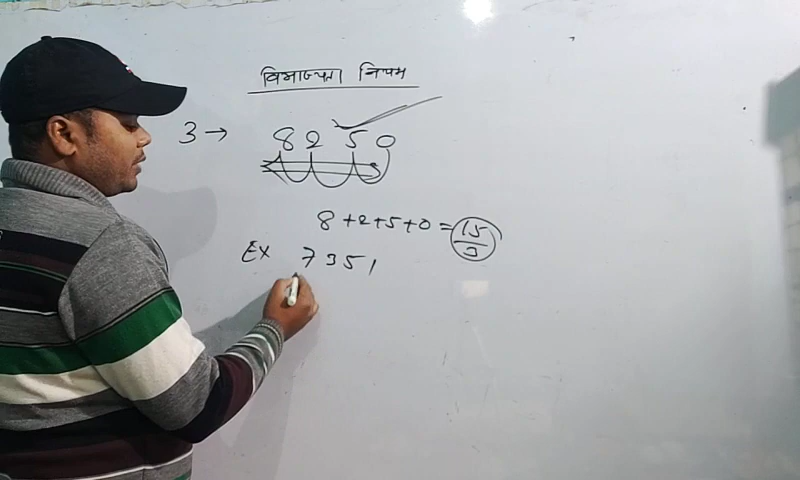 विभाज्यता नियम
3 → 8250
8+2+5+0 = 15/3
Ex 7351